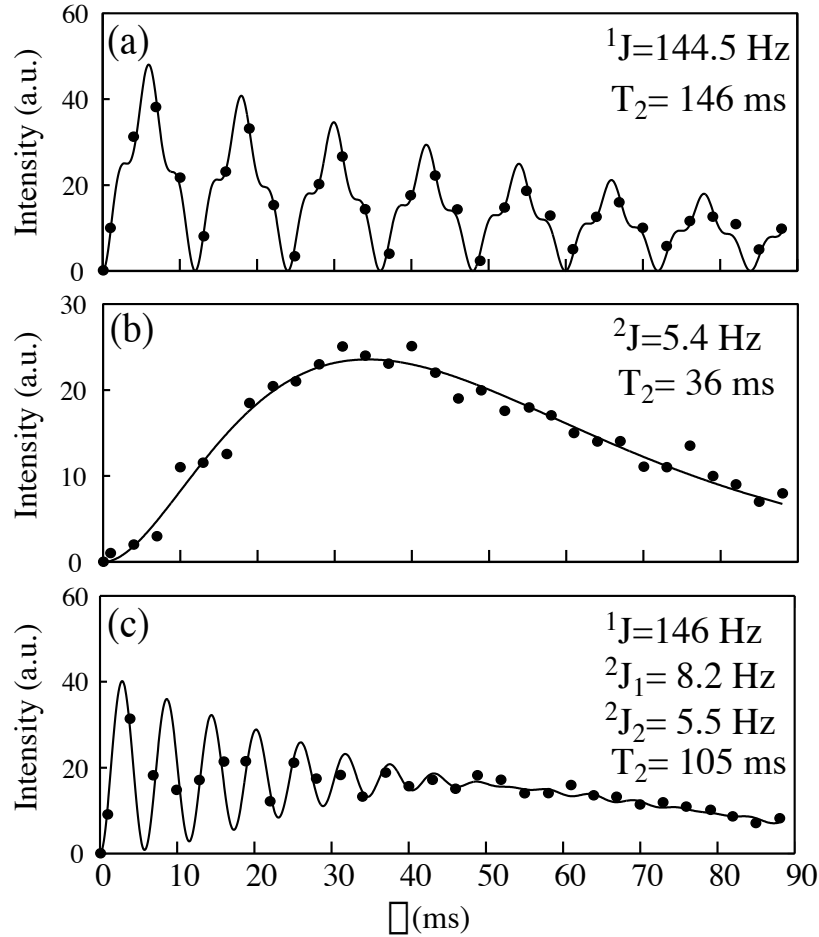 (a)
¹J=144.5 Hz
T₂= 146 ms
Intensity (a.u.)
60
40
20
0
(b)
²J=5.4 Hz
T₂= 36 ms
Intensity (a.u.)
30
20
10
0
(c)
¹J=146 Hz
²J₁= 8.2 Hz
²J₂= 5.5 Hz
T₂= 105 ms
Intensity (a.u.)
60
40
20
0
0 10 20 30 40 50 60 70 80 90
▯(ms)